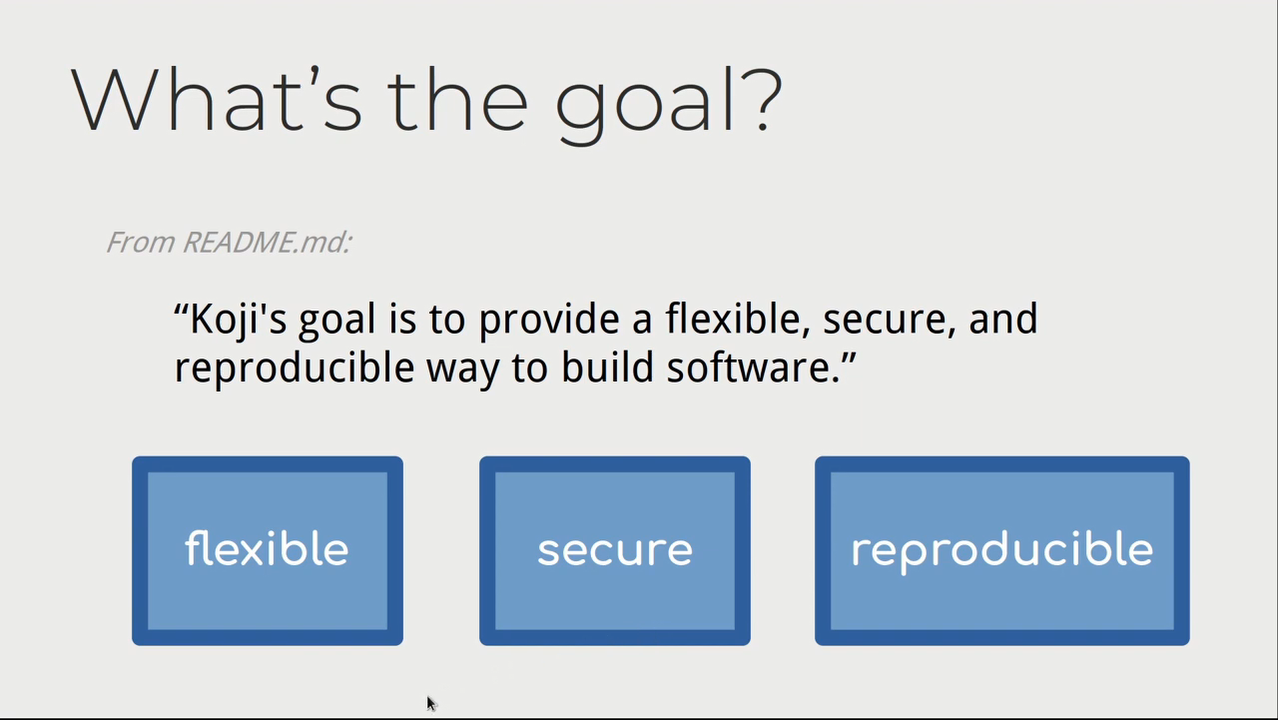 What’s the goal?
From README.md:
“Koji's goal is to provide a flexible, secure, and
reproducible way to build software.”
flexible
secure
reproducible